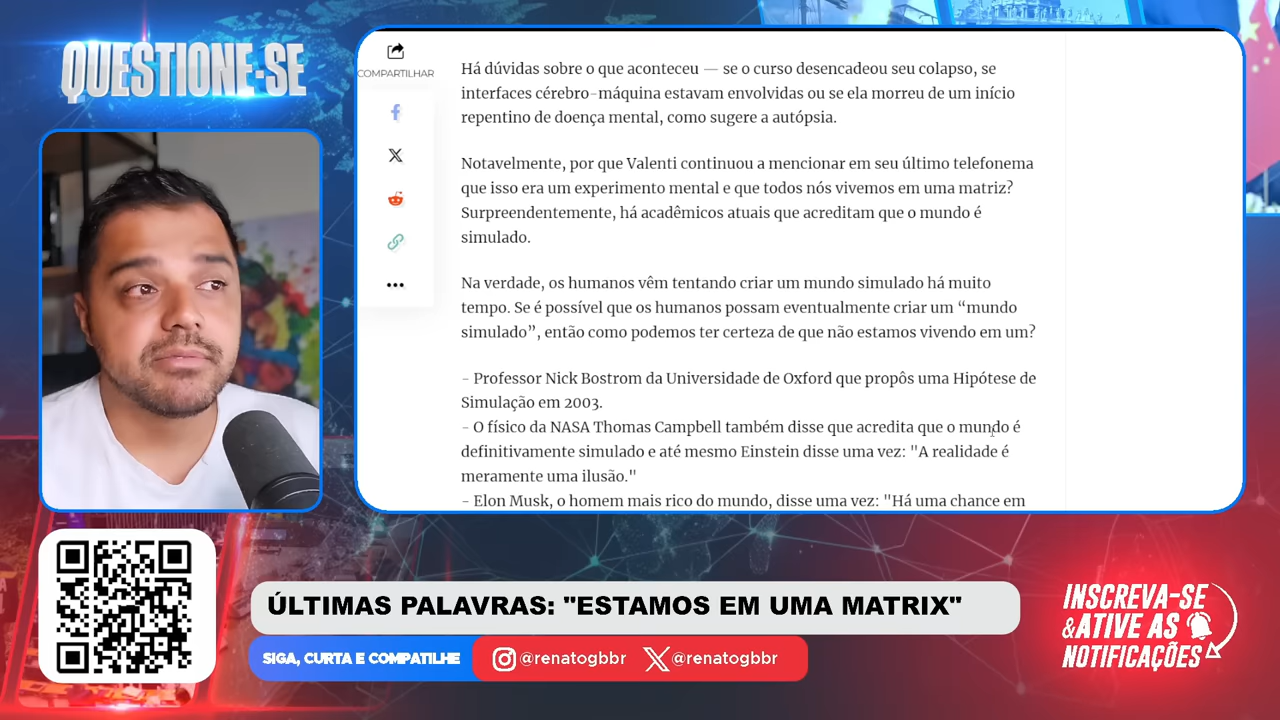 QUESTIONE-SE
COMPARTILHAR
Há dúvidas sobre o que aconteceu — se o curso desencadeou seu colapso, se
interfaces cérebro-máquina estavam envolvidas ou se ela morreu de um início
repentino de doença mental, como sugere a autópsia.
Notavelmente, por que Valenti continuou a mencionar em seu último telefonema
que isso era um experimento mental e que todos nós vivemos em uma matriz?
Surpreendentemente, há acadêmicos atuais que acreditam que o mundo é
simulado.
Na verdade, os humanos vêm tentando criar um mundo simulado há muito
tempo. Se é possível que os humanos possam eventualmente criar um “mundo
simulado”, então como podemos ter certeza de que não estamos vivendo em um?
- Professor Nick Bostrom da Universidade de Oxford que propôs uma Hipótese de
Simulação em 2003.
- O físico da NASA Thomas Campbell também disse que acredita que o mundo é
definitivamente simulado e até mesmo Einstein disse uma vez: "A realidade é
meramente uma ilusão."
- Elon Musk, o homem mais rico do mundo, disse uma vez: "Há uma chance em
ÚLTIMAS PALAVRAS: "ESTAMOS EM UMA MATRIX"
SIGA, CURTA E COMPATILHE
@renatogbbr
@renatogbbr
INSCREVA-SE
&ATIVE AS
NOTIFICAÇÕES